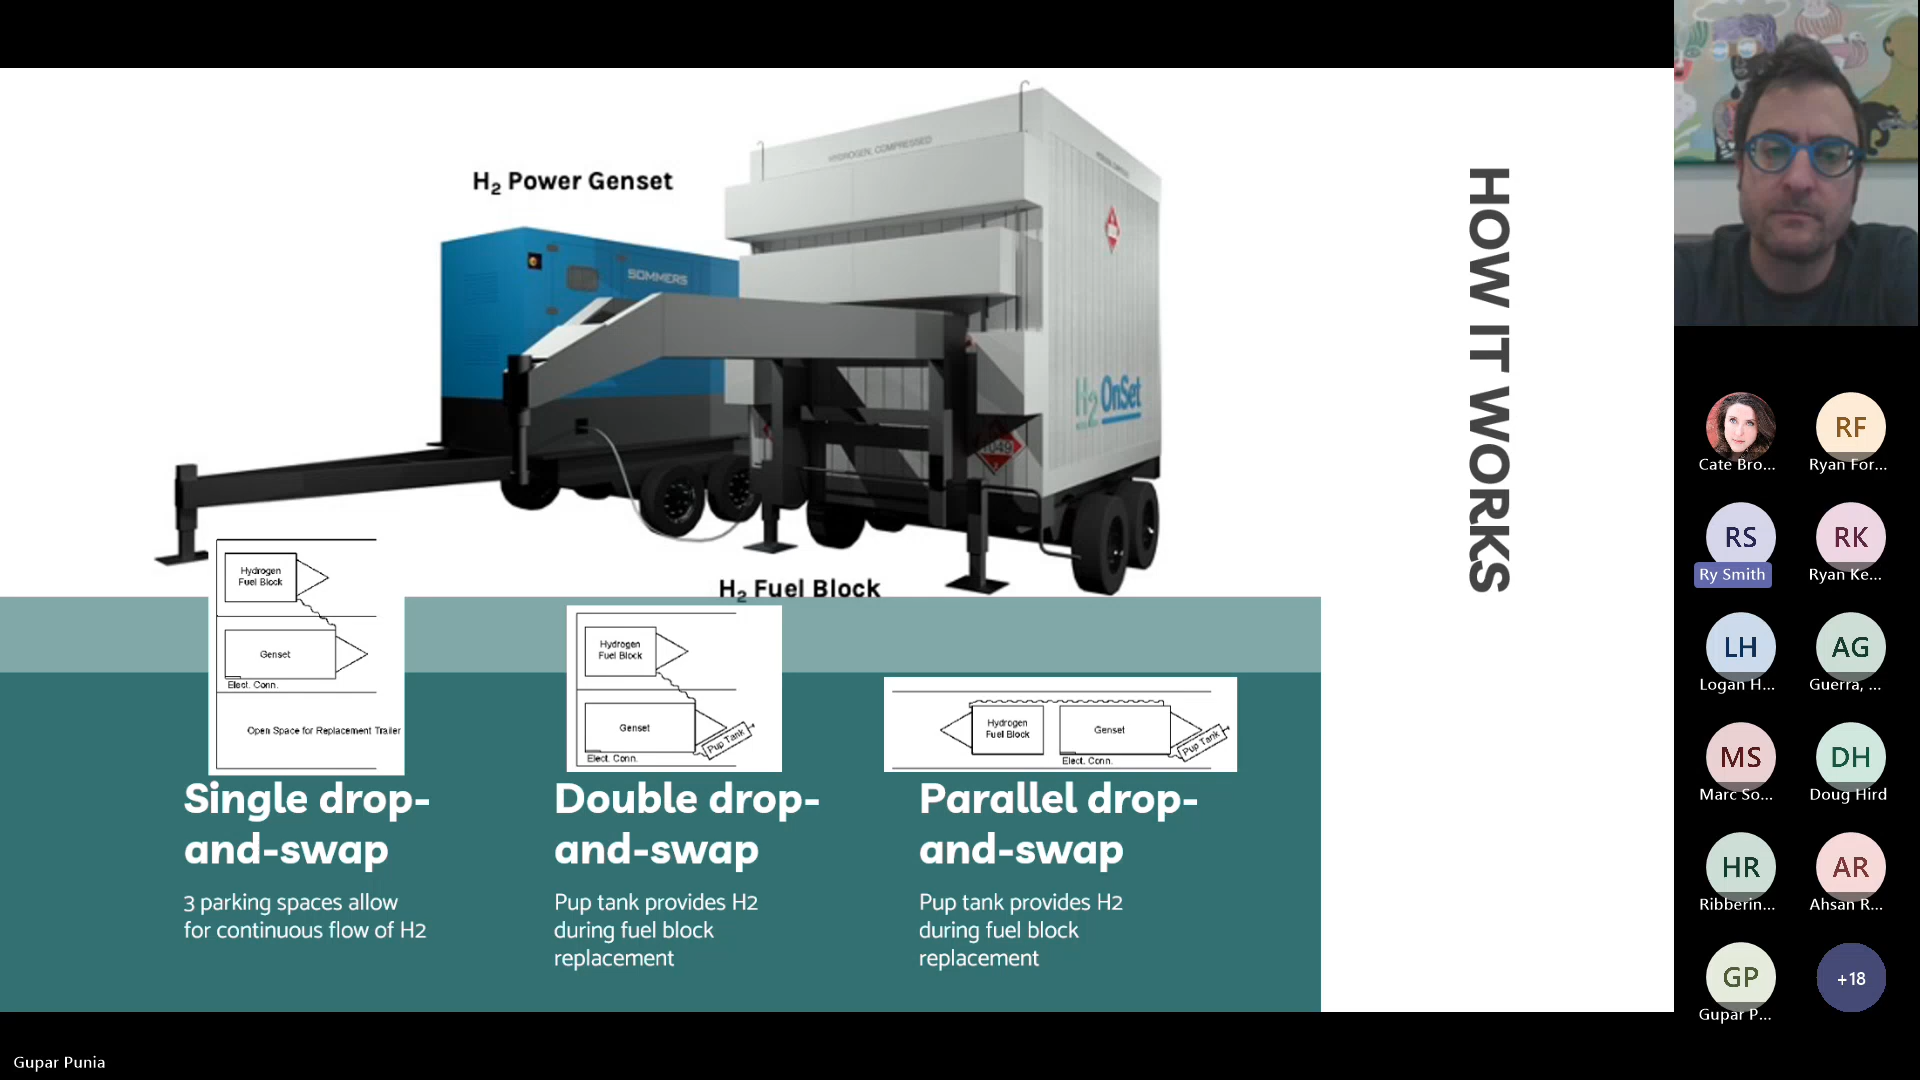 HYDROGEN, COMPRESSED
H₂ Power Genset
SOMMERS
H2 OnSet
1049
H₂ Fuel Block
HOW IT WORKS
Hydrogen
Fuel Block
Genset
Elect. Conn.
Open Space for Replacement Trailer
Hydrogen
Fuel Block
Genset
Pup Tank
Elect. Conn.
Hydrogen
Fuel Block
Genset
Pup Tank
Elect. Conn.
Single drop-
and-swap
3 parking spaces allow
for continuous flow of H2
Double drop-
and-swap
Pup tank provides H2
during fuel block
replacement
Parallel drop-
and-swap
Pup tank provides H2
during fuel block
replacement
Cate Bro...
RF
Ryan For...
RS
Ry Smith
RK
Ryan Ke...
LH
Logan H...
AG
Guerra, ...
MS
Marc So...
DH
Doug Hird
HR
Ribberin...
AR
Ahsan R...
GP
Gupar P...
+18
Gupar Punia